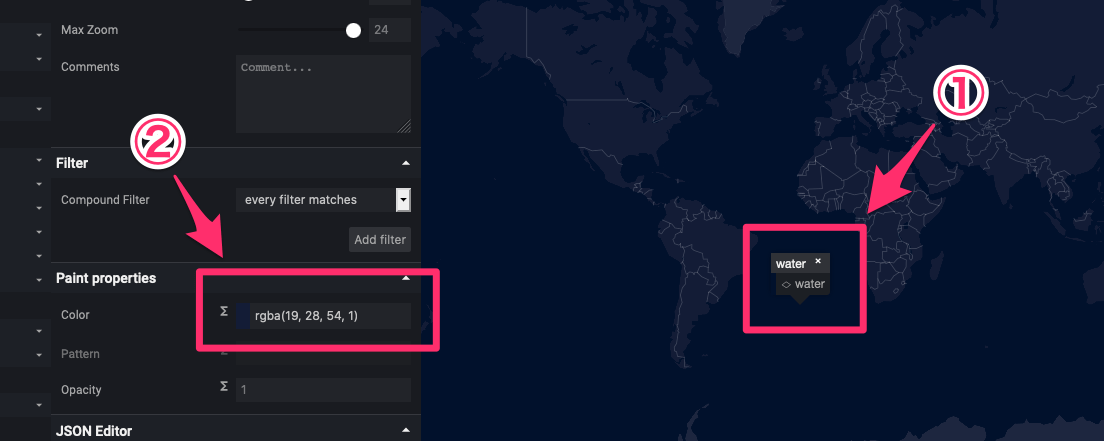 Max Zoom
24
Comments
Comment...
①
②
Filter
Compound Filter
every filter matches
Add filter
Paint properties
water ×
water
Color
Σ
rgba(19, 28, 54, 1)
Pattern
Opacity
Σ
1
JSON Editor